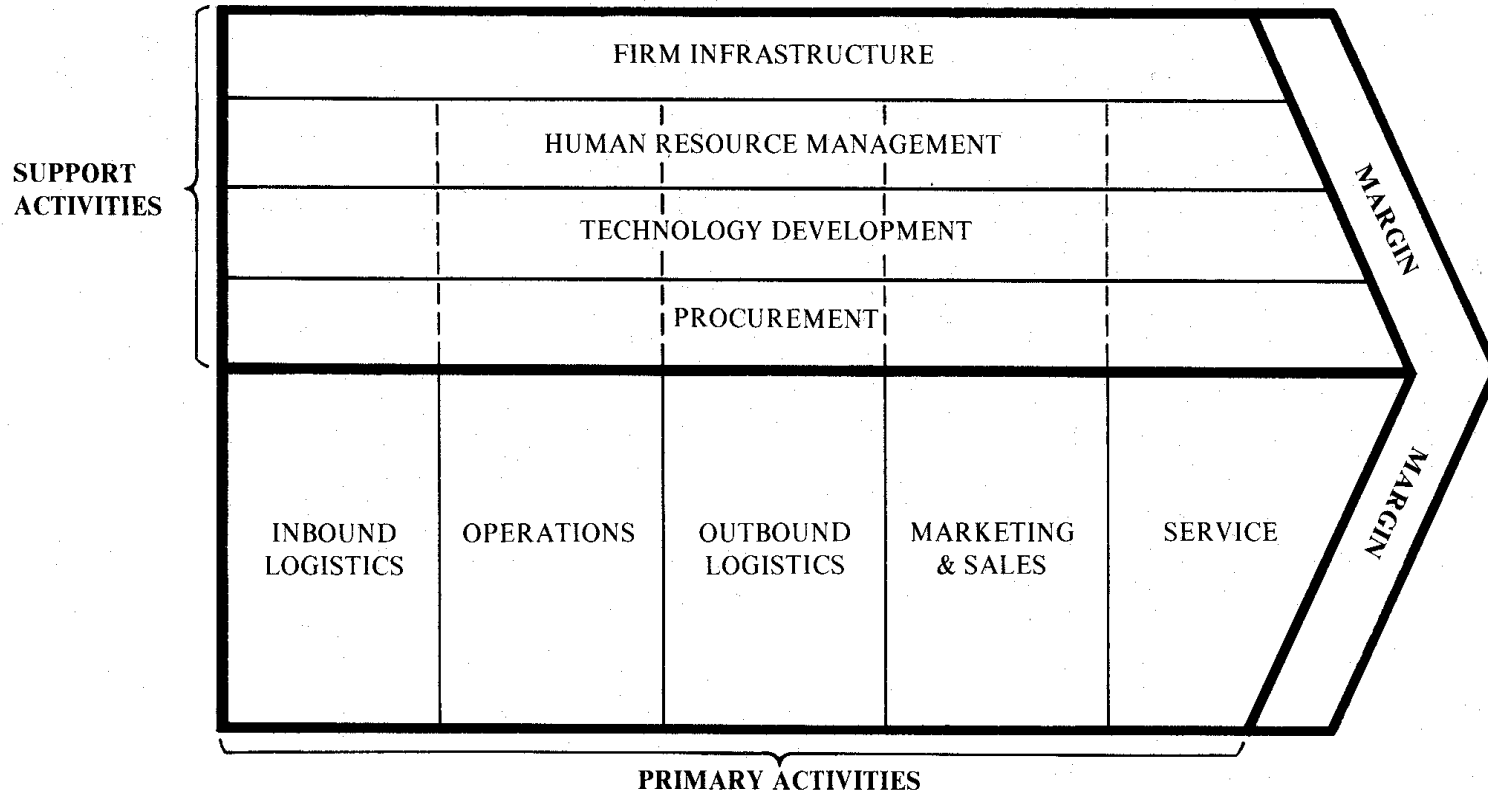 FIRM INFRASTRUCTURE
HUMAN RESOURCE MANAGEMENT
SUPPORT
ACTIVITIES
TECHNOLOGY DEVELOPMENT
PROCUREMENT
MARGIN
INBOUND
LOGISTICS
OPERATIONS
OUTBOUND
LOGISTICS
MARKETING
& SALES
SERVICE
MARGIN
PRIMARY ACTIVITIES